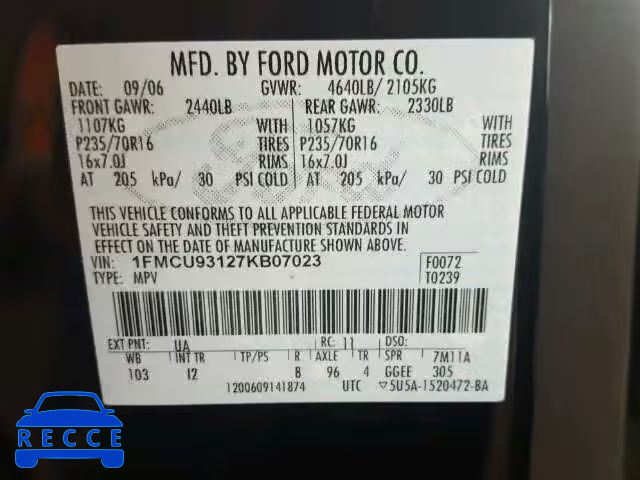 MFD. BY FORD MOTOR CO.
DATE: 09/06 GVWR: 4640LB/ 2105KG
FRONT GAWR: 2440LB REAR GAWR: 2330LB
1107KG WITH 1057KG WITH
P235/70R16 TIRES P235/70R16 TIRES
16x7.0J RIMS 16x7.0J RIMS
AT 205 kPa/ 30 PSI COLD AT 205 kPa/ 30 PSI COLD
THIS VEHICLE CONFORMS TO ALL APPLICABLE FEDERAL MOTOR
VEHICLE SAFETY AND THEFT PREVENTION STANDARDS IN
EFFECT ON THE DATE OF MANUFACTURE SHOWN ABOVE.
VIN: 1FMCU93127KB07023 F0072
TYPE: MPV T0239
EXT PNT: UA RC: 11 DSO:
WB INT TR TP/PS R AXLE TR SPR 7M11A
103 I2 B 96 4 GGEE 305
1200609141874 UTC ▽5U5A-1520472-BA
DRIVE
RECCE